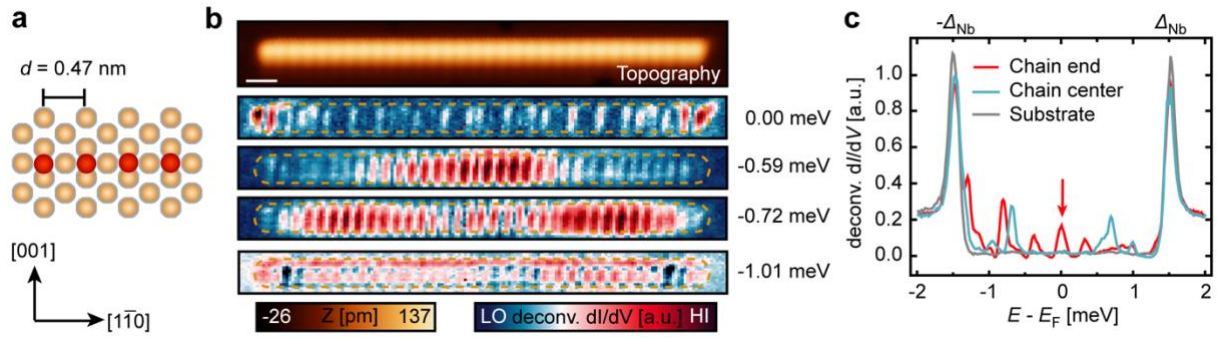 a
d = 0.47 nm
[001]
[11̅0]
b
Topography
0.00 meV
-0.59 meV
-0.72 meV
-1.01 meV
-26 Z [pm] 137
LO deconv. dI/dV [a.u.] HI
c
-Δ_Nb Δ_Nb
Chain end
Chain center
Substrate
deconv. dI/dV [a.u.]
1.0
0.8
0.6
0.4
0.2
0.0
-2 -1 0 1 2
E - E_F [meV]